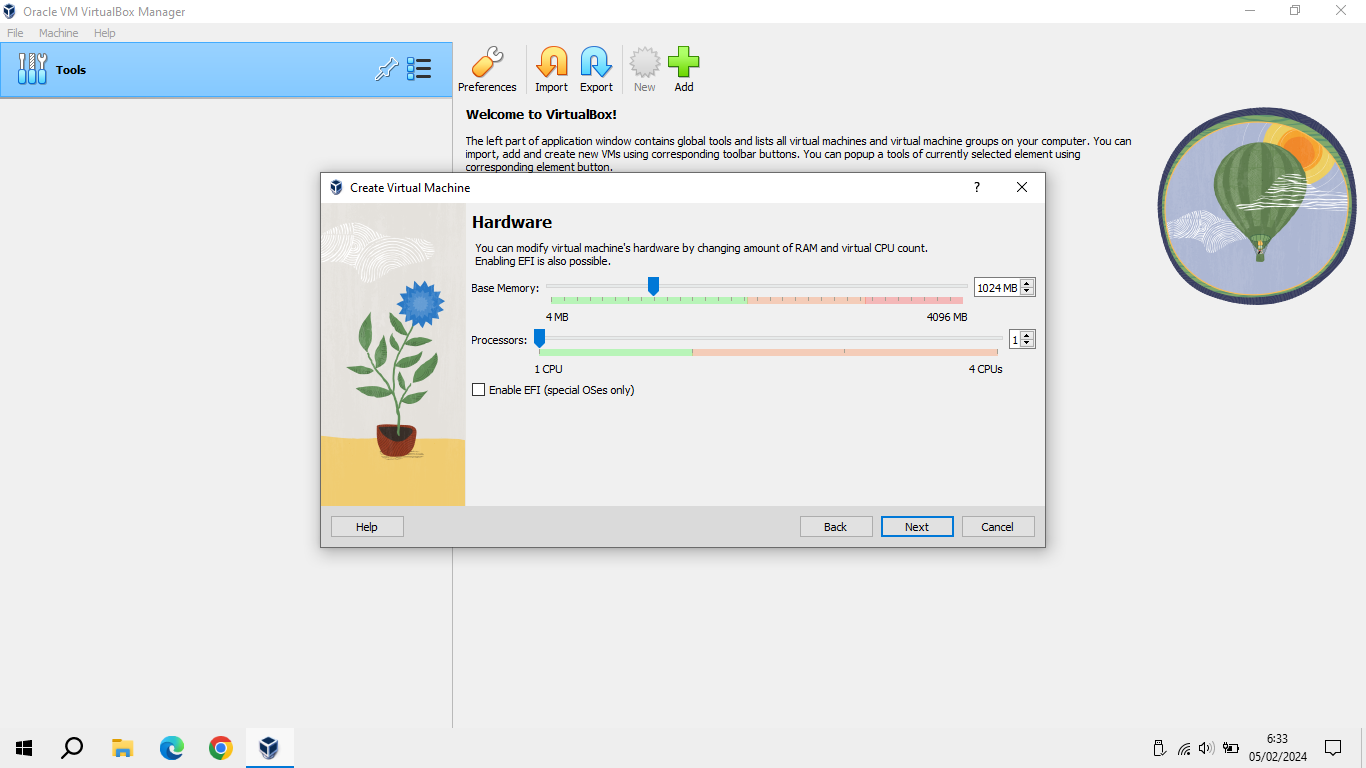 Oracle VM VirtualBox Manager
File Machine Help
Tools
Preferences Import Export New Add
Welcome to VirtualBox!
The left part of application window contains global tools and lists all virtual machines and virtual machine groups on your computer. You can
import, add and create new VMs using corresponding toolbar buttons. You can popup a tools of currently selected element using
corresponding element button.
Create Virtual Machine ?
Hardware
You can modify virtual machine's hardware by changing amount of RAM and virtual CPU count.
Enabling EFI is also possible.
Base Memory: 1024 MB
4 MB 4096 MB
Processors: 1
1 CPU 4 CPUs
Enable EFI (special OSes only)
Help Back Next Cancel
6:33
05/02/2024